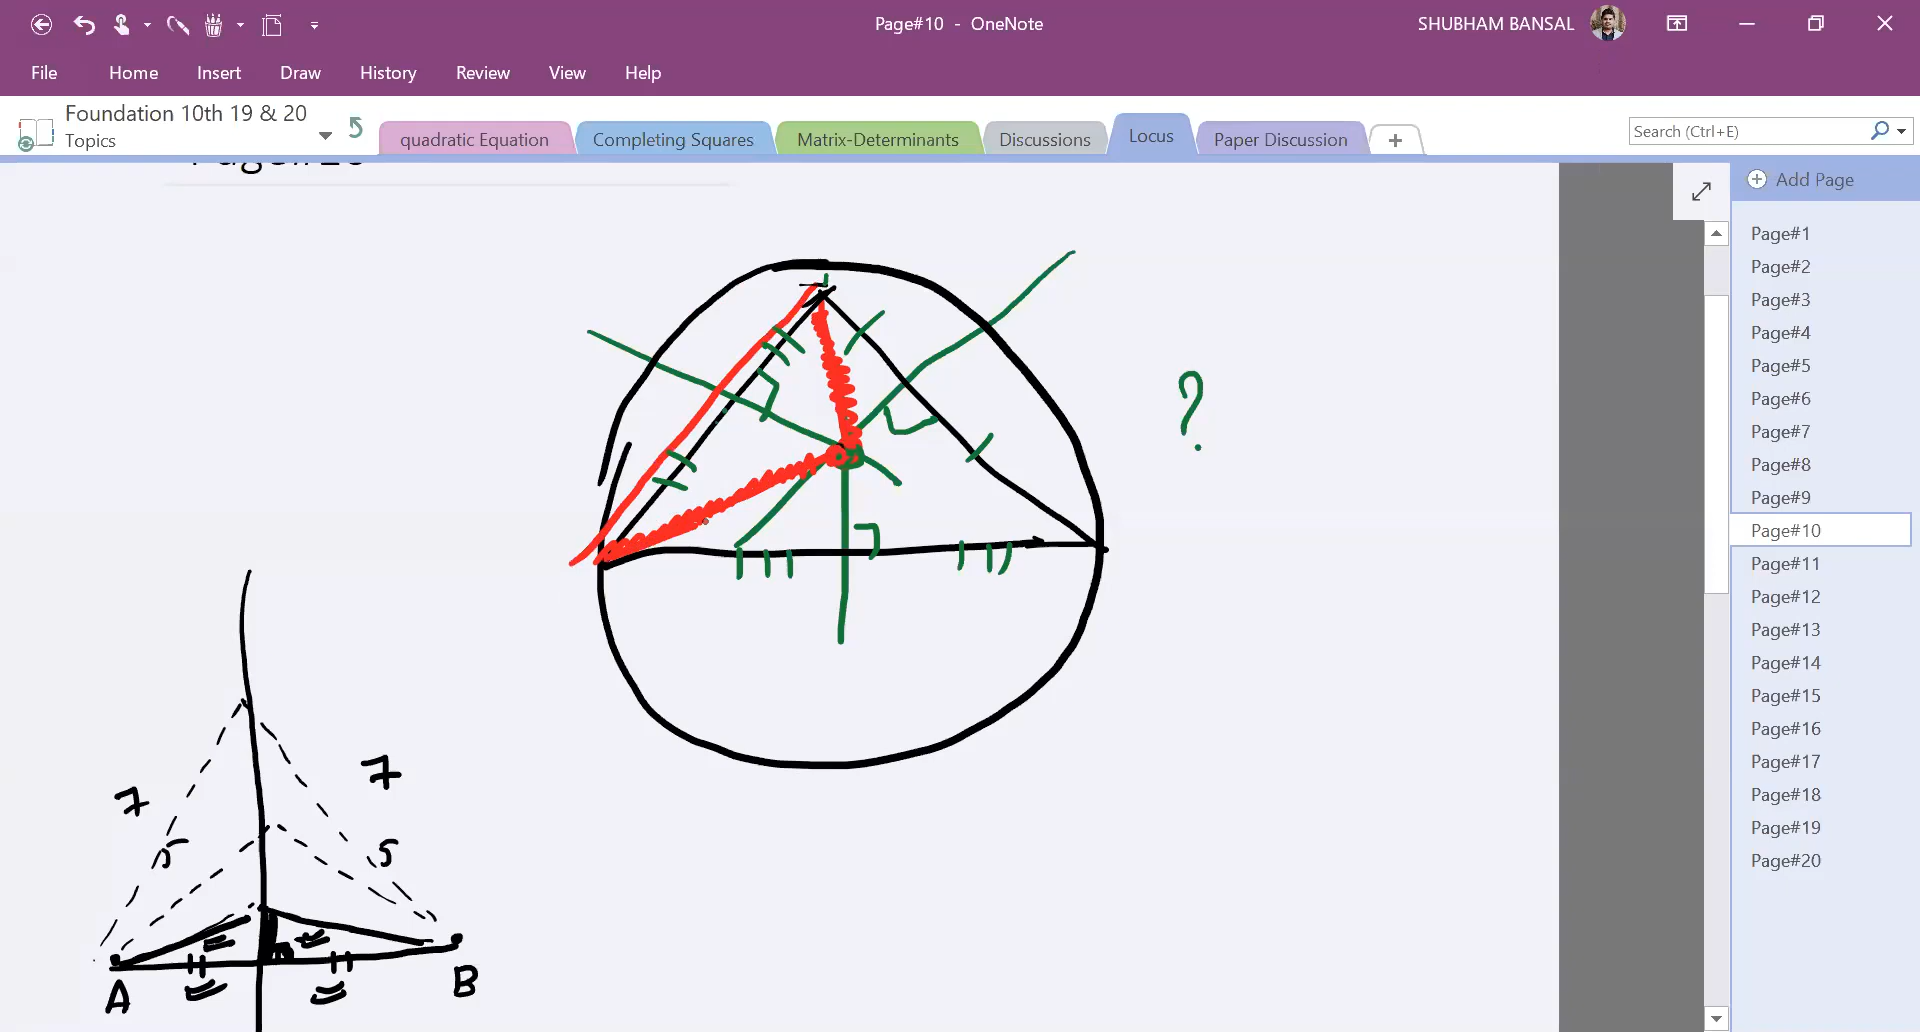 Page#10 - OneNote
SHUBHAM BANSAL
File Home Insert Draw History Review View Help
Foundation 10th 19 & 20
Topics
quadratic Equation
Completing Squares
Matrix-Determinants
Discussions
Locus
Paper Discussion
+
Search (Ctrl+E)
Add Page
Page#1
Page#2
Page#3
Page#4
Page#5
Page#6
Page#7
Page#8
Page#9
Page#10
Page#11
Page#12
Page#13
Page#14
Page#15
Page#16
Page#17
Page#18
Page#19
Page#20
?
7
7
5
5
A
B